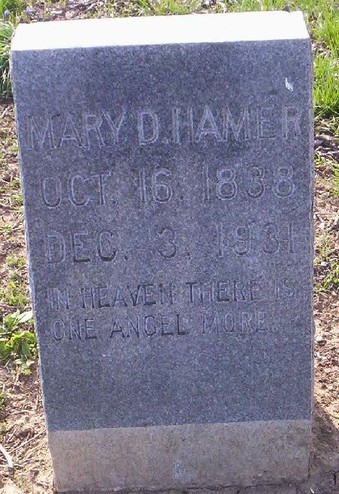 MARY D. HAMER
OCT. 16. 1838
DEC. 3. 1931
IN HEAVEN THERE IS
ONE ANGEL MORE.